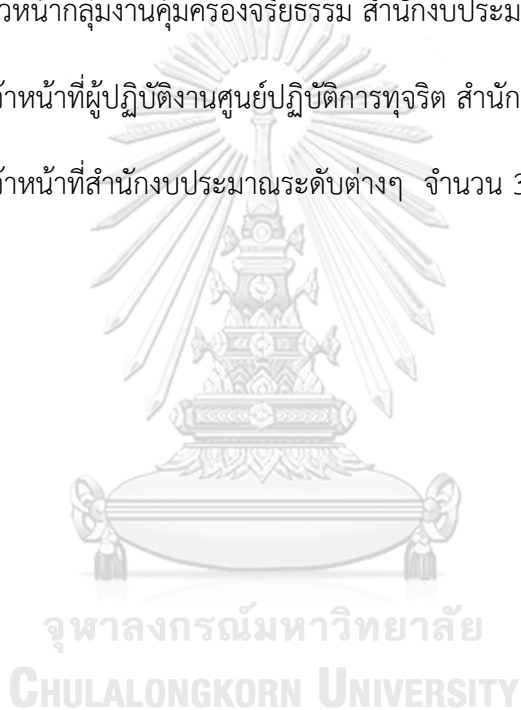 วหน้ากลุ่มงานคุ้มครองจริยธรรม สำนักงบประม
จ้าหน้าที่ผู้ปฏิบัติงานศูนย์ปฏิบัติการทุจริต สำนัก
จ้าหน้าที่สำนักงบประมาณระดับต่างๆ จำนวน 3
จุฬาลงกรณ์มหาวิทยาลัย
CHULALONGKORN UNIVERSITY